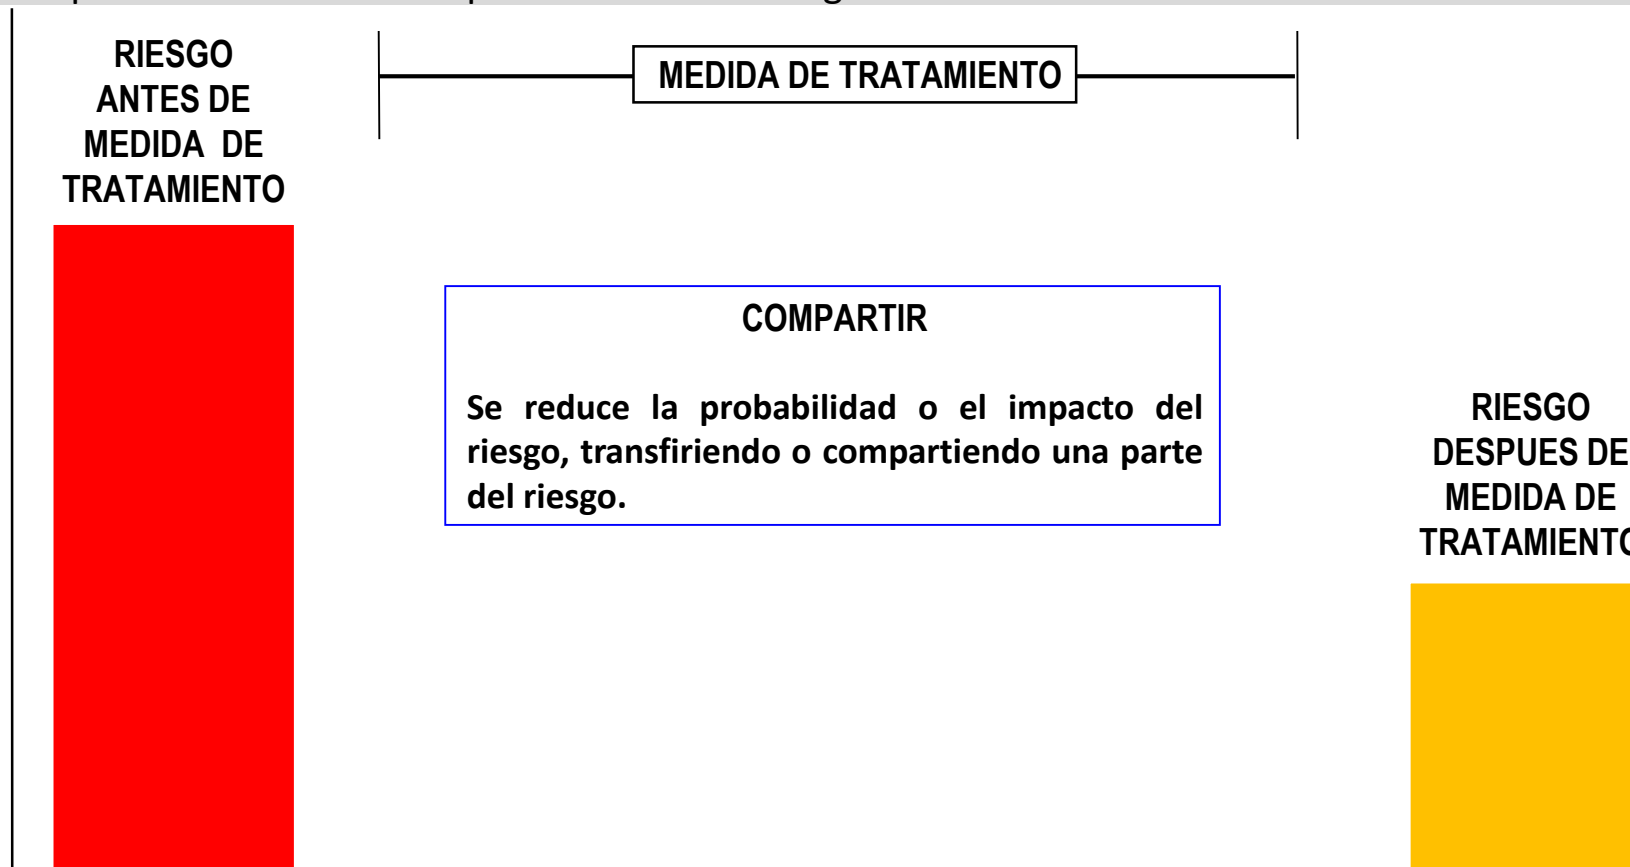 RIESGO
ANTES DE
MEDIDA DE
TRATAMIENTO
MEDIDA DE TRATAMIENTO
COMPARTIR
Se reduce la probabilidad o el impacto del
riesgo, transfiriendo o compartiendo una parte
del riesgo.
RIESGO
DESPUES DE
MEDIDA DE
TRATAMIENTO